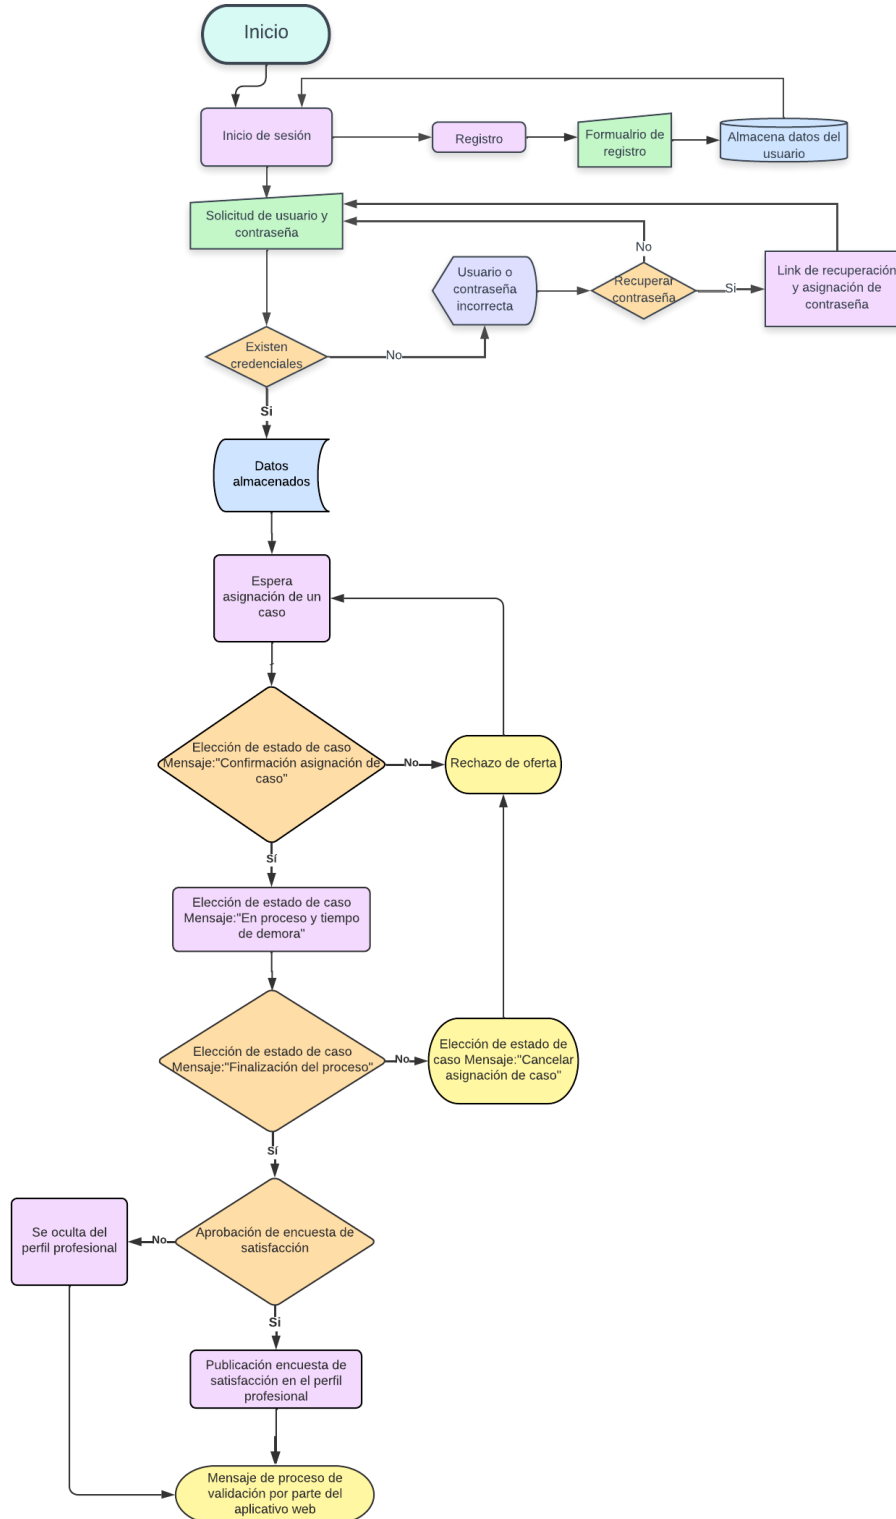 Inicio
Inicio de sesión
Registro
Formualrio de
registro
Almacena datos del
usuario
Solicitud de usuario y
contraseña
No
Usuario o
contraseña
incorrecta
Recuperar
contraseña
Si
Link de recuperación
y asignación de
contraseña
Existen
credenciales
No
Si
Datos
almacenados
Espera
asignación de un
caso
Elección de estado de caso
Mensaje:"Confirmación asignación de
caso"
No
Rechazo de oferta
Sí
Elección de estado de caso
Mensaje:"En proceso y tiempo
de demora"
Elección de estado de caso
Mensaje:"Finalización del proceso"
No
Elección de estado de
caso Mensaje:"Cancelar
asignación de caso"
Sí
Se oculta del
perfil profesional
No
Aprobación de encuesta de
satisfacción
Si
Publicación encuesta de
satisfacción en el perfil
profesional
Mensaje de proceso de
validación por parte del
aplicativo web